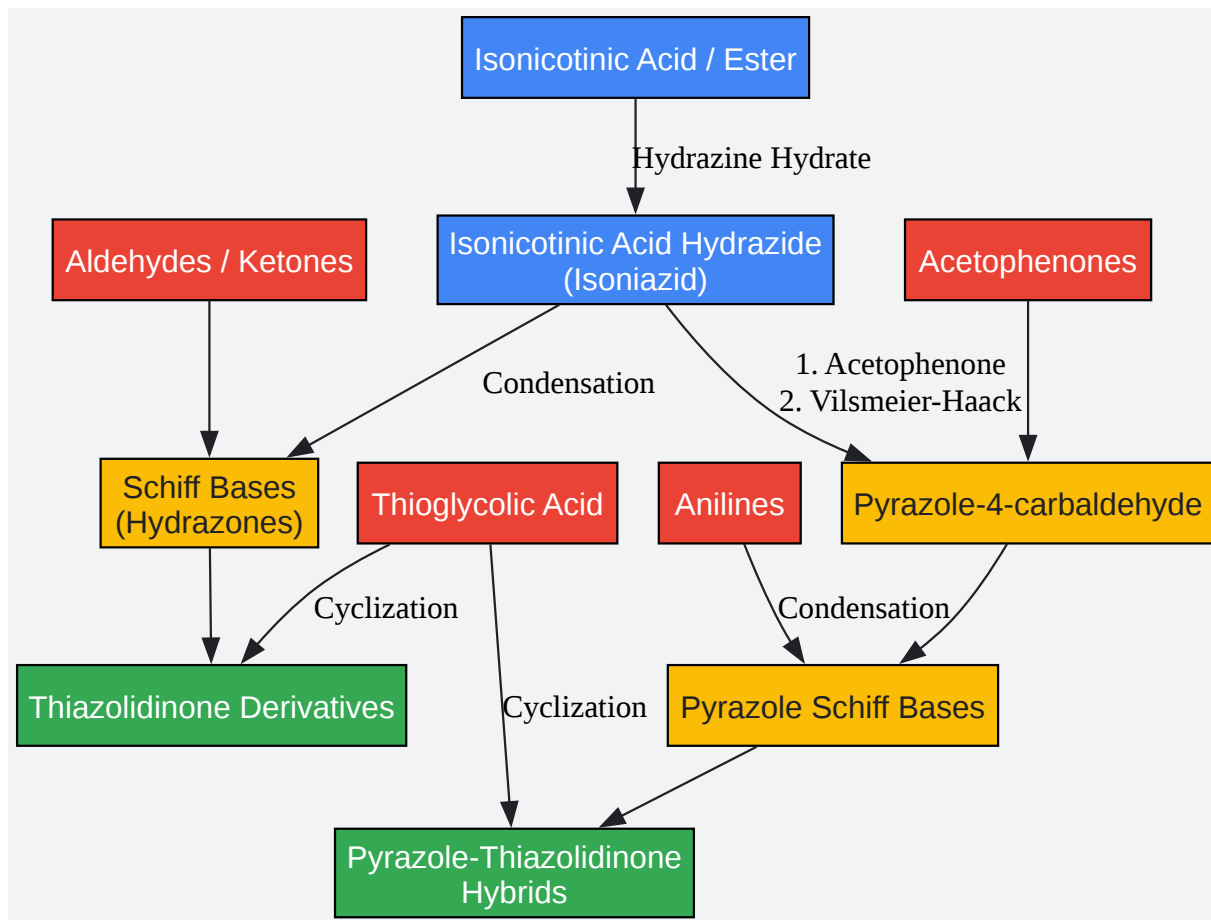 Isonicotinic Acid / Ester
Hydrazine Hydrate
Aldehydes / Ketones
Isonicotinic Acid Hydrazide
(Isoniazid)
Acetophenones
Condensation
1. Acetophenone
2. Vilsmeier-Haack
Schiff Bases
(Hydrazones)
Thioglycolic Acid
Anilines
Pyrazole-4-carbaldehyde
Cyclization
Condensation
Thiazolidinone Derivatives
Cyclization
Pyrazole Schiff Bases
Pyrazole-Thiazolidinone
Hybrids